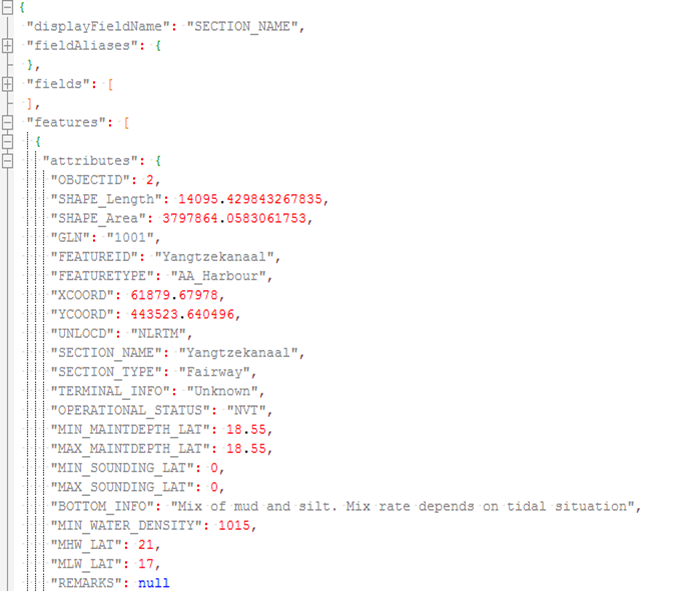 {
"displayFieldName": "SECTION_NAME",
"fieldAliases": {
},
"fields": [
],
"features": [
{
"attributes": {
"OBJECTID": 2,
"SHAPE_Length": 14095.429843267835,
"SHAPE_Area": 3797864.0583061753,
"GLN": "1001",
"FEATUREID": "Yangtzekanaal",
"FEATURETYPE": "AA_Harbour",
"XCOORD": 61879.67978,
"YCOORD": 443523.640496,
"UNLOCD": "NLRTM",
"SECTION_NAME": "Yangtzekanaal",
"SECTION_TYPE": "Fairway",
"TERMINAL_INFO": "Unknown",
"OPERATIONAL_STATUS": "NVT",
"MIN_MAINTDEPTH_LAT": 18.55,
"MAX_MAINTDEPTH_LAT": 18.55,
"MIN_SOUNDING_LAT": 0,
"MAX_SOUNDING_LAT": 0,
"BOTTOM_INFO": "Mix of mud and silt. Mix rate depends on tidal situation",
"MIN_WATER_DENSITY": 1015,
"MHW_LAT": 21,
"MLW_LAT": 17,
"REMARKS": null